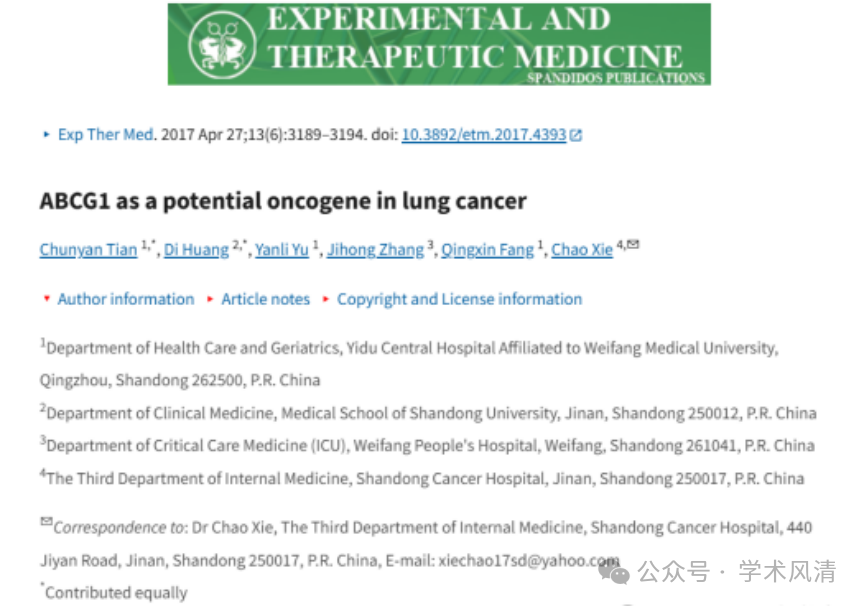 EXPERIMENTAL AND
THERAPEUTIC MEDICINE
SPANDIDOS PUBLICATIONS
‣ Exp Ther Med. 2017 Apr 27;13(6):3189–3194. doi: 10.3892/etm.2017.4393
ABCG1 as a potential oncogene in lung cancer
Chunyan Tian 1,*, Di Huang 2,*, Yanli Yu 1, Jihong Zhang 3, Qingxin Fang 1, Chao Xie 4,✉
▾ Author information ▸ Article notes ▸ Copyright and License information
1Department of Health Care and Geriatrics, Yidu Central Hospital Affiliated to Weifang Medical University,
Qingzhou, Shandong 262500, P.R. China
2Department of Clinical Medicine, Medical School of Shandong University, Jinan, Shandong 250012, P.R. China
3Department of Critical Care Medicine (ICU), Weifang People's Hospital, Weifang, Shandong 261041, P.R. China
4The Third Department of Internal Medicine, Shandong Cancer Hospital, Jinan, Shandong 250017, P.R. China
✉Correspondence to: Dr Chao Xie, The Third Department of Internal Medicine, Shandong Cancer Hospital, 440
Jiyan Road, Jinan, Shandong 250017, P.R. China, E-mail: xiechao17sd@yahoo.com
公众号 · 学术风清
*Contributed equally